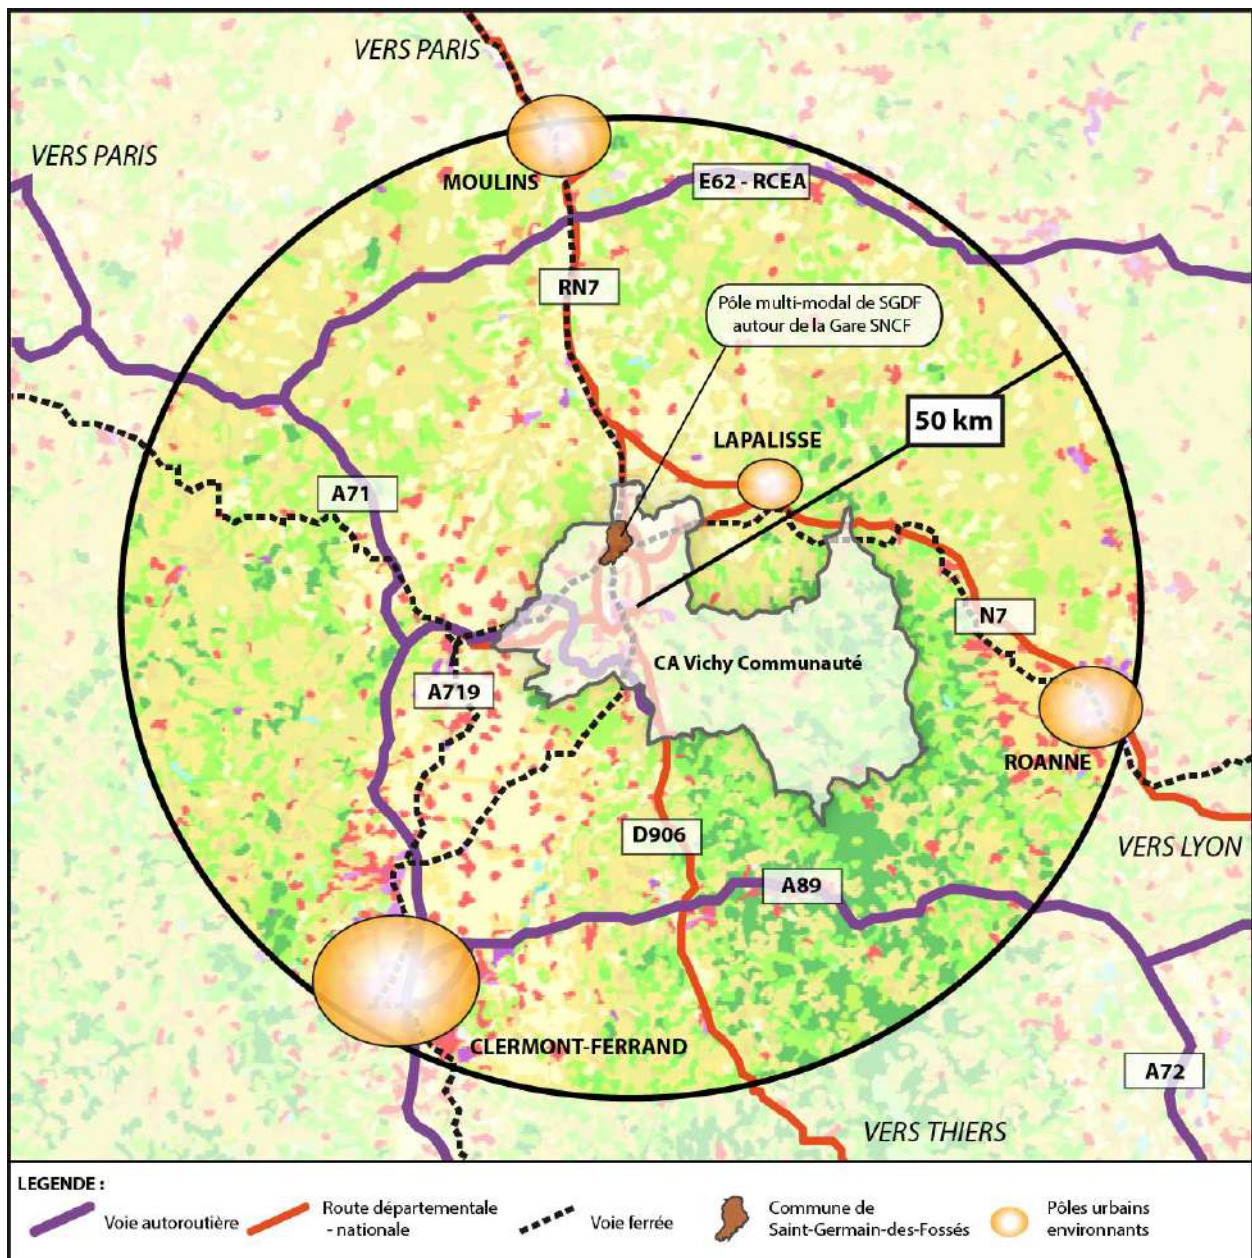 VERS PARIS
VERS PARIS
MOULINS
E62 - RCEA
RN7
Pôle multi-modal de SGDF
autour de la Gare SNCF
50 km
LAPALISSE
A71
N7
CA Vichy Communauté
A719
ROANNE
D906
VERS LYON
A89
CLERMONT-FERRAND
A72
VERS THIERS
LEGENDE :
Voie autoroutière
Route départementale
- nationale
Voie ferrée
Commune de
Saint-Germain-des-Fossés
Pôles urbains
environnants